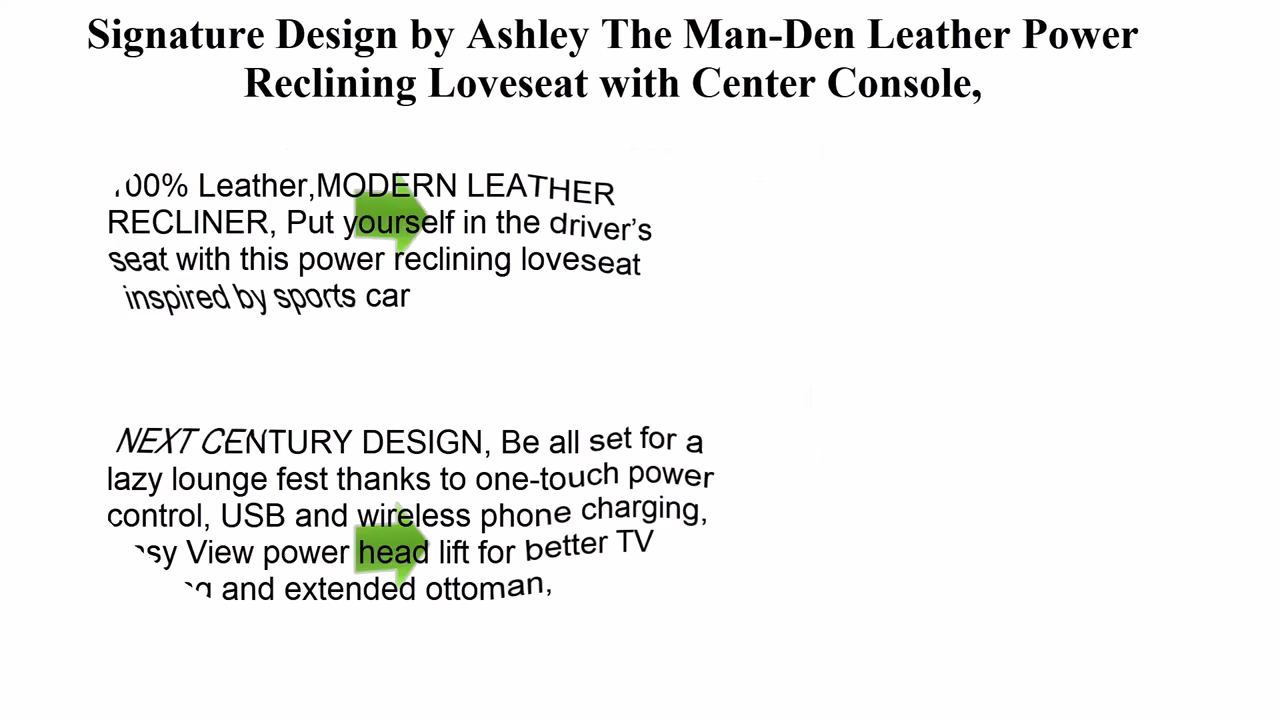 Signature Design by Ashley The Man-Den Leather Power
Reclining Loveseat with Center Console,
100% Leather,MODERN LEATHER
RECLINER, Put yourself in the driver’s
seat with this power reclining loveseat
inspired by sports car
NEXT CENTURY DESIGN, Be all set for a
lazy lounge fest thanks to one-touch power
control, USB and wireless phone charging,
View power head lift for better TV
and extended ottoman,